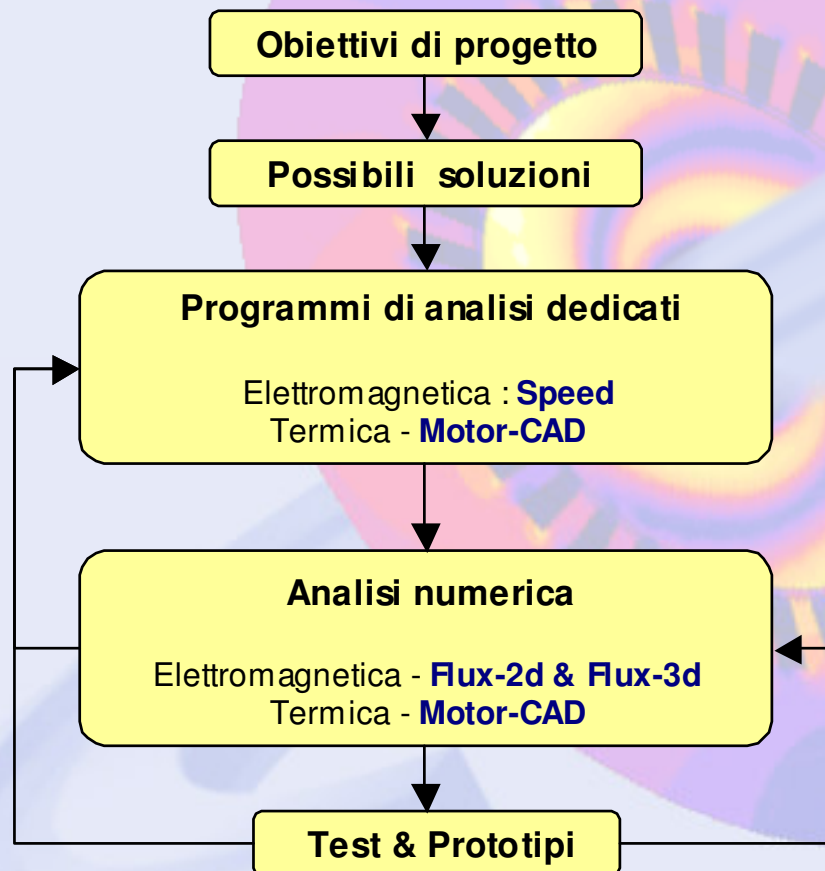 Obiettivi di progetto
Possibili soluzioni
Programmi di analisi dedicati
Elettromagnetica : Speed
Termica - Motor-CAD
Analisi numerica
Elettromagnetica - Flux-2d & Flux-3d
Termica - Motor-CAD
Test & Prototipi